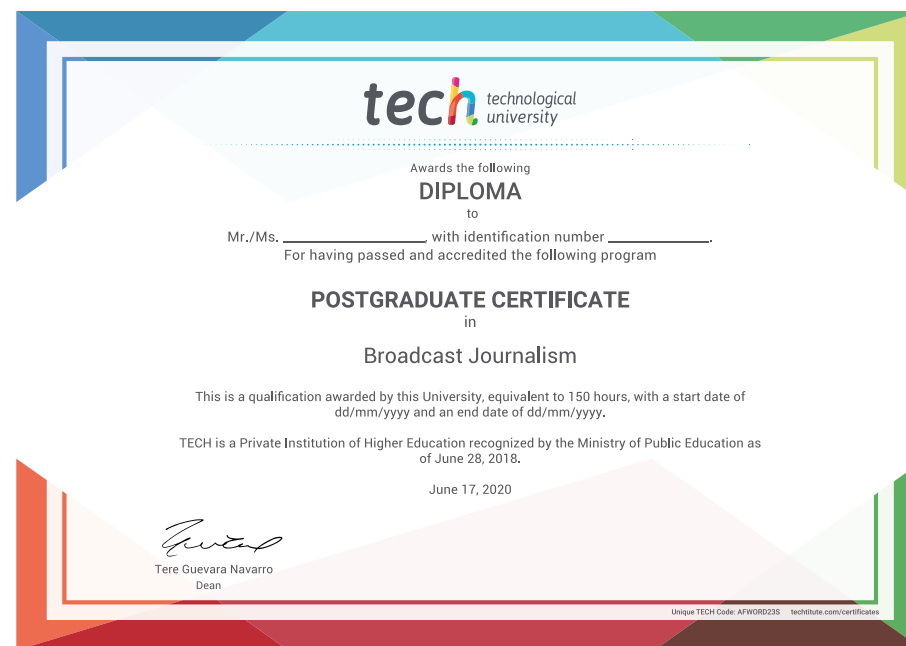 tech technological
university
Awards the following
DIPLOMA
to
Mr./Ms. , with identification number .
For having passed and accredited the following program
POSTGRADUATE CERTIFICATE
in
Broadcast Journalism
This is a qualification awarded by this University, equivalent to 150 hours, with a start date of
dd/mm/yyyy and an end date of dd/mm/yyyy.
TECH is a Private Institution of Higher Education recognized by the Ministry of Public Education as
of June 28, 2018.
June 17, 2020
Tere Guevara Navarro
Dean
Unique TECH Code: AFWORD23S techtitute.com/certificates